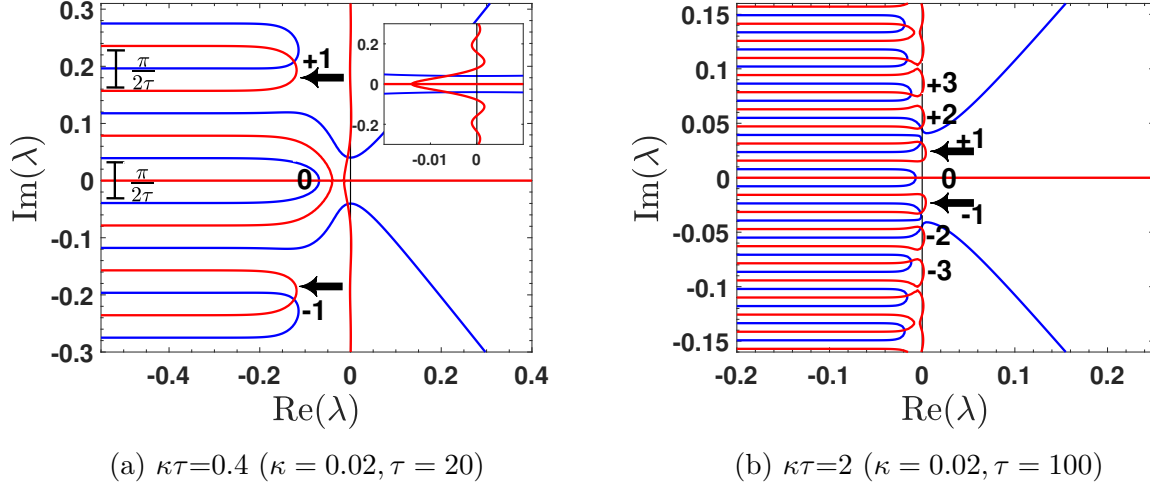 0.3
0.2
0.1
0
-0.1
-0.2
-0.3
Im(λ)
-0.4 -0.2 0 0.2 0.4
Re(λ)
π/2τ
π/2τ
+1
0
-1
0.2
0
-0.2
-0.01 0
(a) κτ=0.4 (κ = 0.02, τ = 20)
0.15
0.1
0.05
0
-0.05
-0.1
-0.15
Im(λ)
-0.2 -0.1 0 0.1 0.2
Re(λ)
+3
+2
+1
0
-1
-2
-3
(b) κτ=2 (κ = 0.02, τ = 100)